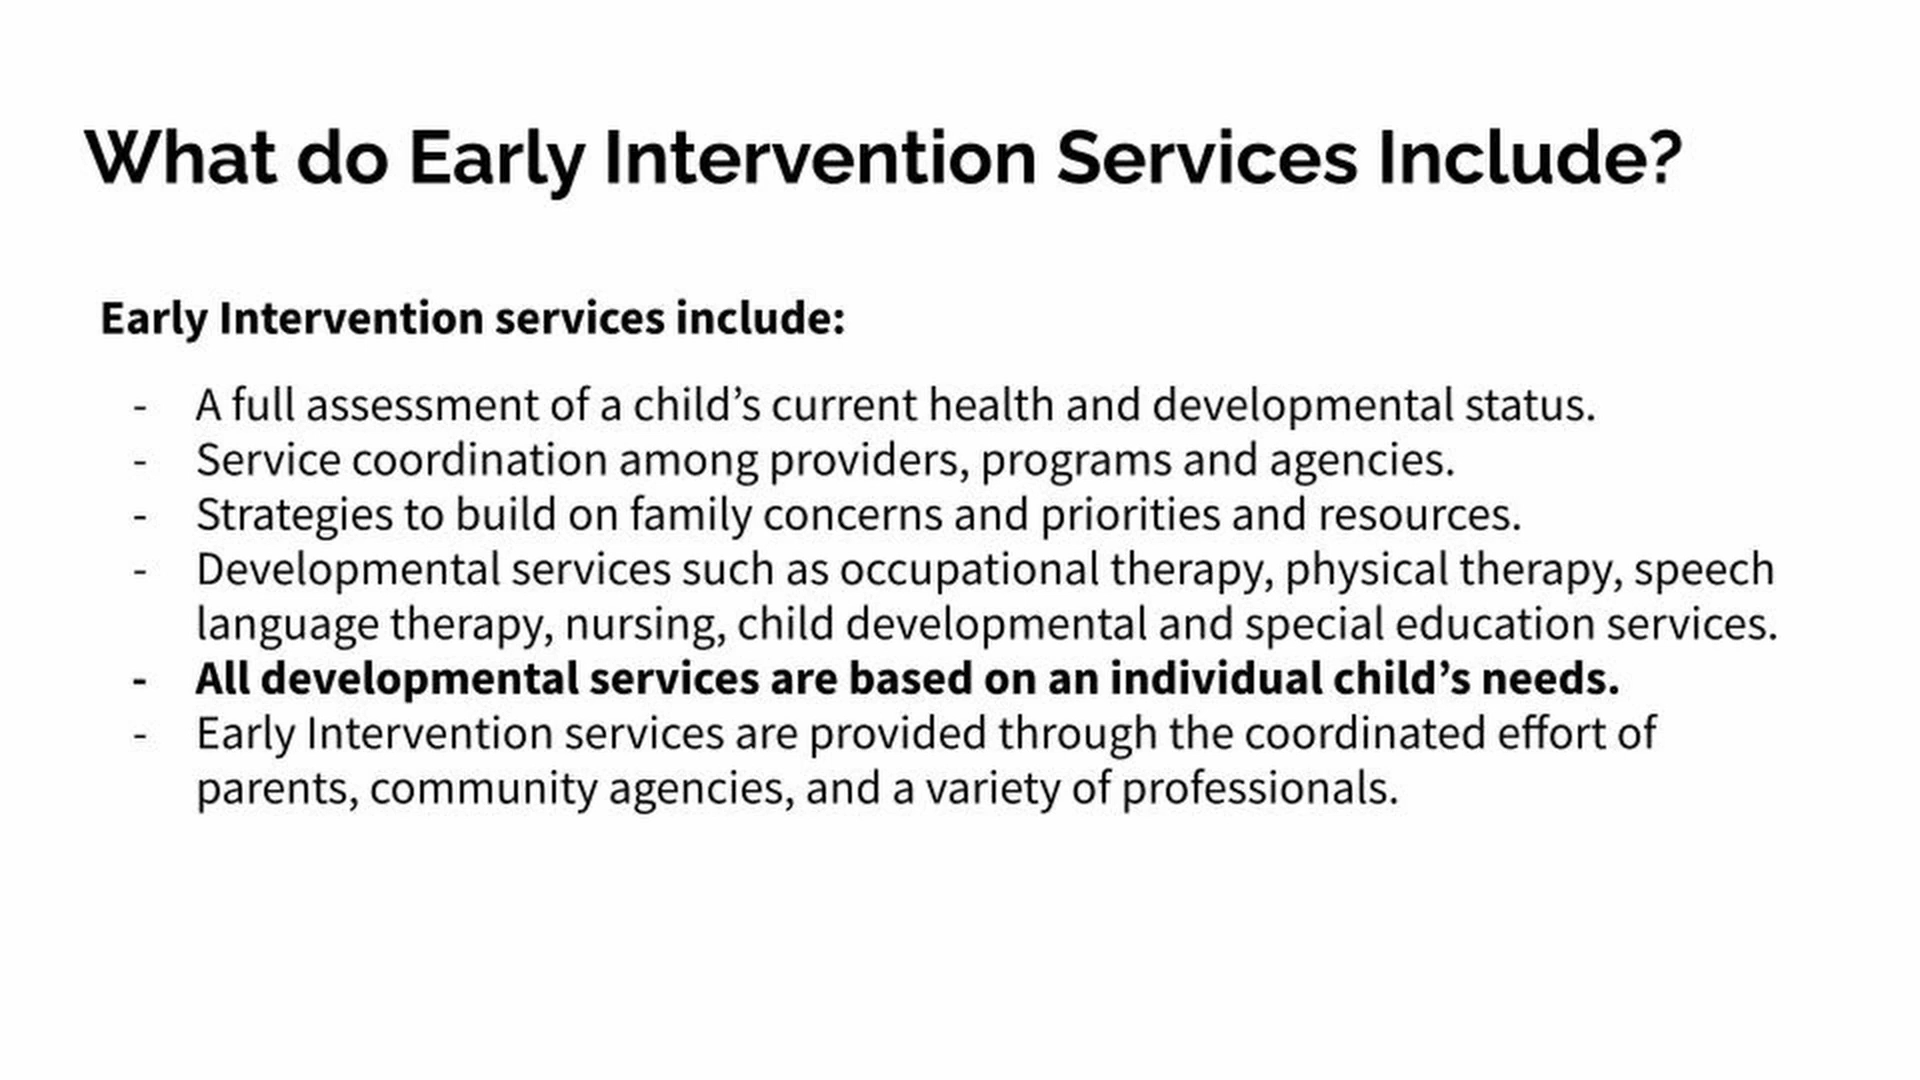 What do Early Intervention Services Include?
Early Intervention services include:
- A full assessment of a child’s current health and developmental status.
- Service coordination among providers, programs and agencies.
- Strategies to build on family concerns and priorities and resources.
- Developmental services such as occupational therapy, physical therapy, speech
language therapy, nursing, child developmental and special education services.
- All developmental services are based on an individual child’s needs.
- Early Intervention services are provided through the coordinated effort of
parents, community agencies, and a variety of professionals.